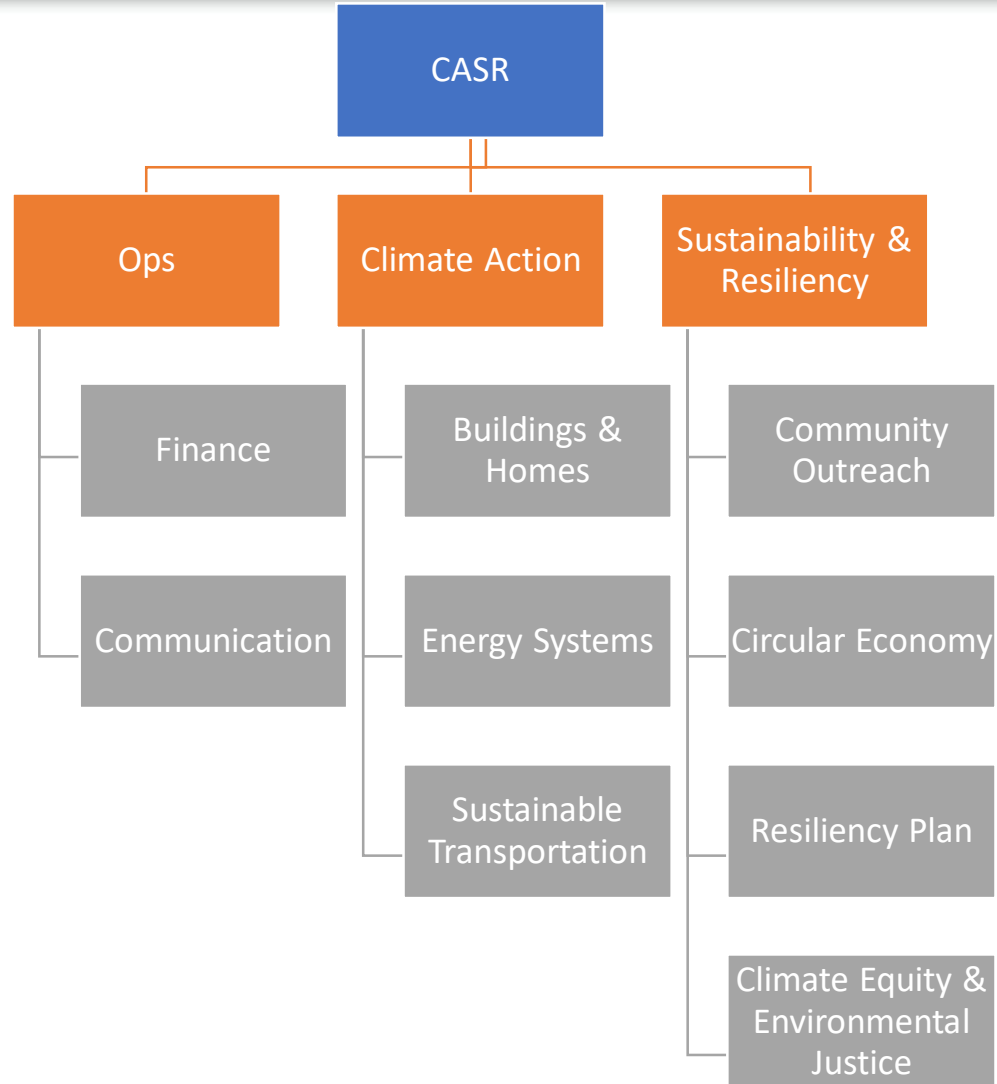 CASR
Ops
Climate Action
Sustainability &
Resiliency
Finance
Communication
Buildings &
Homes
Energy Systems
Sustainable
Transportation
Community
Outreach
Circular Economy
Resiliency Plan
Climate Equity &
Environmental
Justice